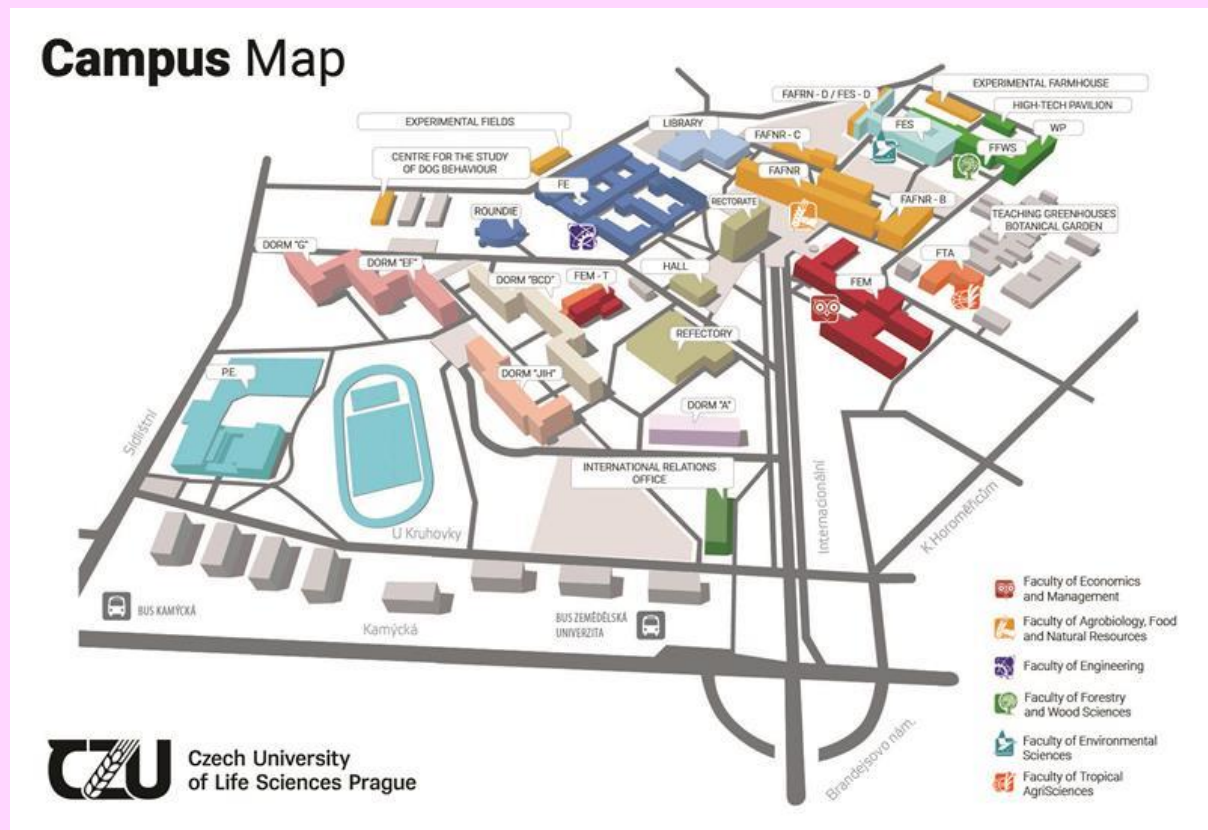 Campus Map
EXPERIMENTAL FARMHOUSE
FAFRN - D / FES - D
HIGH-TECH PAVILION
EXPERIMENTAL FIELDS
LIBRARY
FAFNR - C
FES
WP
FFWS
CENTRE FOR THE STUDY
OF DOG BEHAVIOUR
FE
FAFNR
RECTORATE
FAFNR - B
ROUNDIE
TEACHING GREENHOUSES
BOTANICAL GARDEN
DORM "G"
DORM "EF"
DORM "BCD"
FEM - T
HALL
FEM
FTA
REFECTORY
P.E.
DORM "JIH"
DORM "A"
Sídlištní
INTERNATIONAL RELATIONS
OFFICE
Internacionální
K Horoměřicům
U Kruhovky
BUS KAMÝCKÁ
Kamýcká
BUS ZEMĚDĚLSKÁ
UNIVERZITA
Brandejsovo nám.
Faculty of Economics
and Management
Faculty of Agrobiology, Food
and Natural Resources
Faculty of Engineering
Faculty of Forestry
and Wood Sciences
Faculty of Environmental
Sciences
Faculty of Tropical
AgriSciences
CZU
Czech University
of Life Sciences Prague